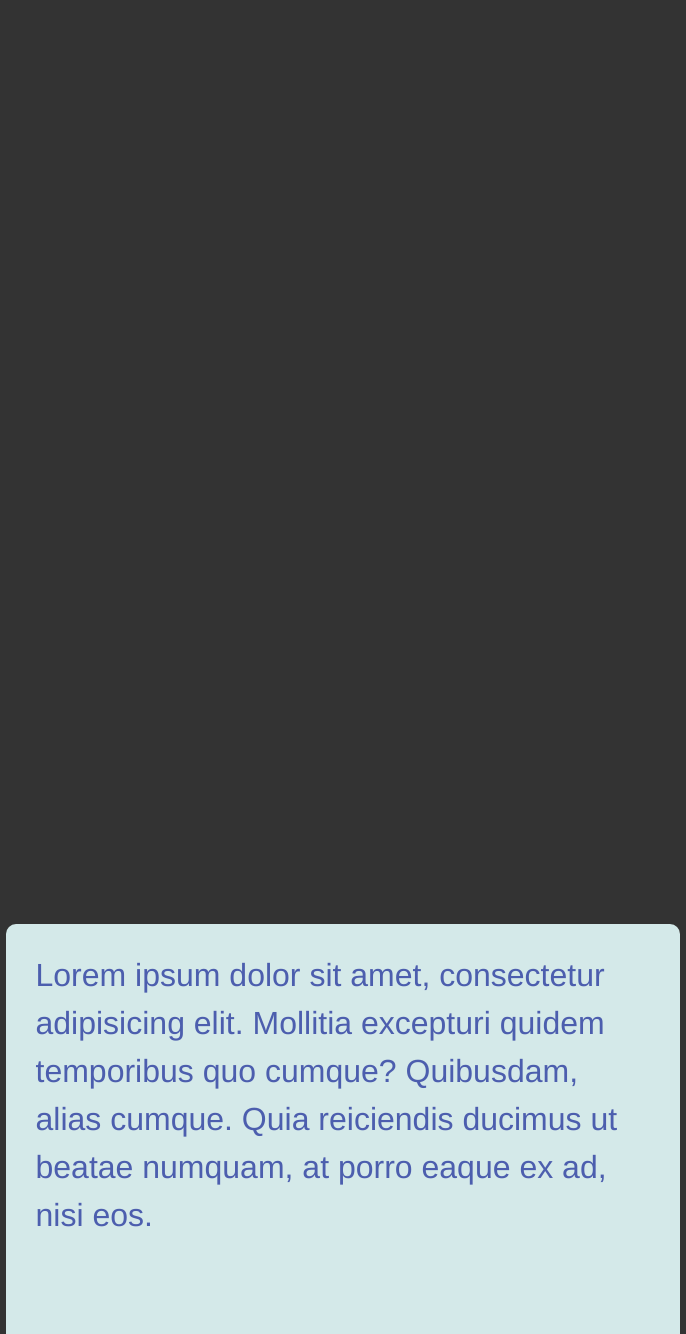 Lorem ipsum dolor sit amet, consectetur
adipisicing elit. Mollitia excepturi quidem
temporibus quo cumque? Quibusdam,
alias cumque. Quia reiciendis ducimus ut
beatae numquam, at porro eaque ex ad,
nisi eos.